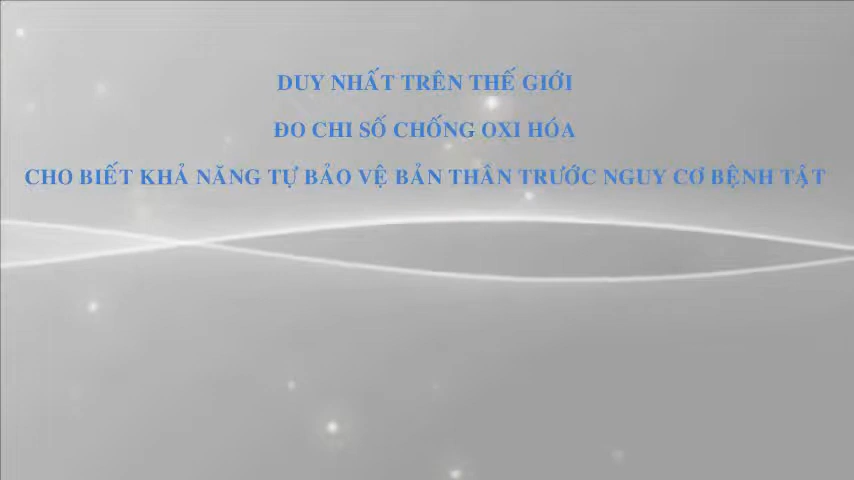 DUY NHẤT TRÊN THẾ GIỚI
ĐO CHI SỐ CHỐNG OXI HÓA
CHO BIẾT KHẢ NĂNG TỰ BẢO VỆ BẢN THÂN TRƯỚC NGUY CƠ BỆNH TẬT